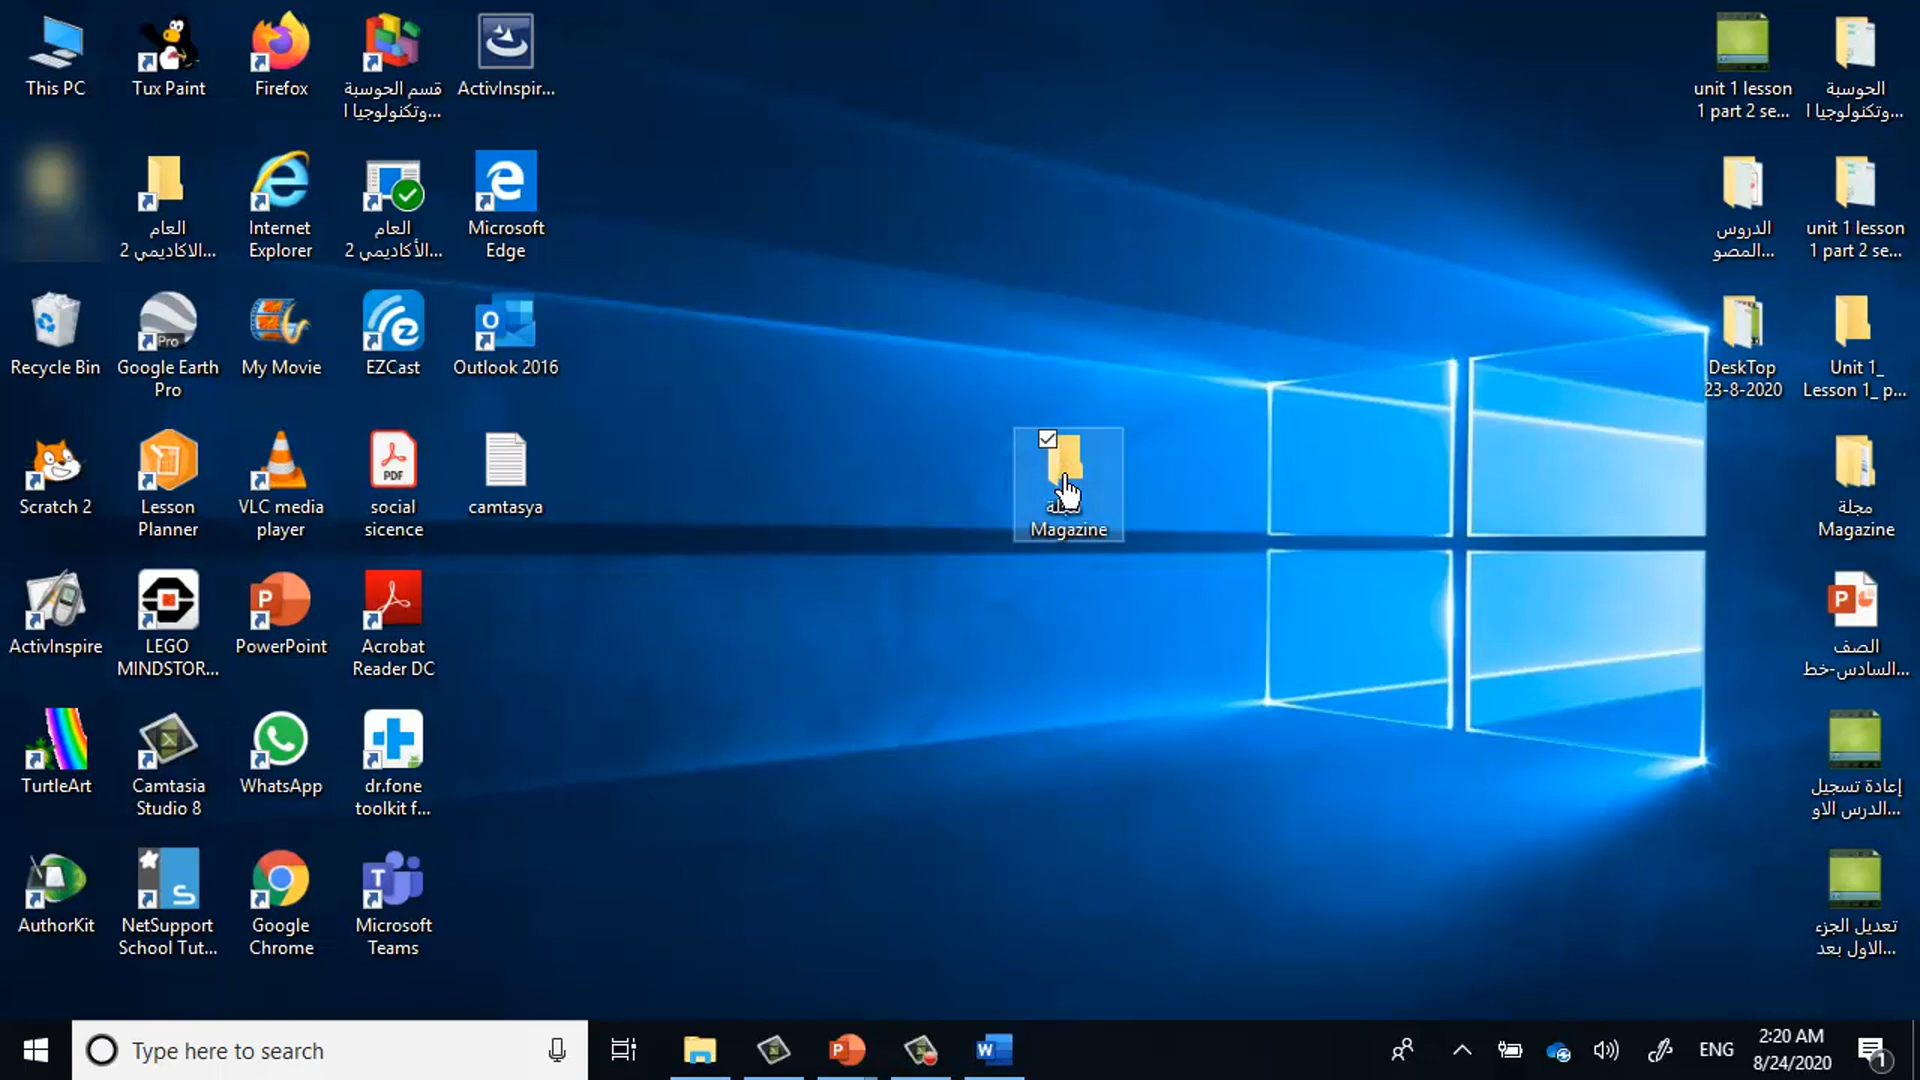 This PC
Tux Paint
Firefox
قسم الحوسبة
وتكنولوجيا ا...
ActivInspir...
العام
الاكاديمي 2...
Internet
Explorer
العام
الأكاديمي 2...
Microsoft
Edge
Recycle Bin
Google Earth
Pro
My Movie
EZCast
Outlook 2016
Scratch 2
Lesson
Planner
VLC media
player
PDF
social
sicence
camtasya
ActivInspire
LEGO
MINDSTOR...
PowerPoint
Acrobat
Reader DC
TurtleArt
Camtasia
Studio 8
WhatsApp
dr.fone
toolkit f...
AuthorKit
NetSupport
School Tut...
Google
Chrome
Microsoft
Teams
Magazine
unit 1 lesson
1 part 2 se...
الحوسبة
وتكنولوجيا ا...
الدروس
المصو...
unit 1 lesson
1 part 2 se...
DeskTop
23-8-2020
Unit 1_
Lesson 1_ p...
مجلة
Magazine
الصف
السادس-خط...
إعادة تسجيل
الدرس الاو...
تعديل الجزء
الاول بعد...
Type here to search
ENG
2:20 AM
8/24/2020
1